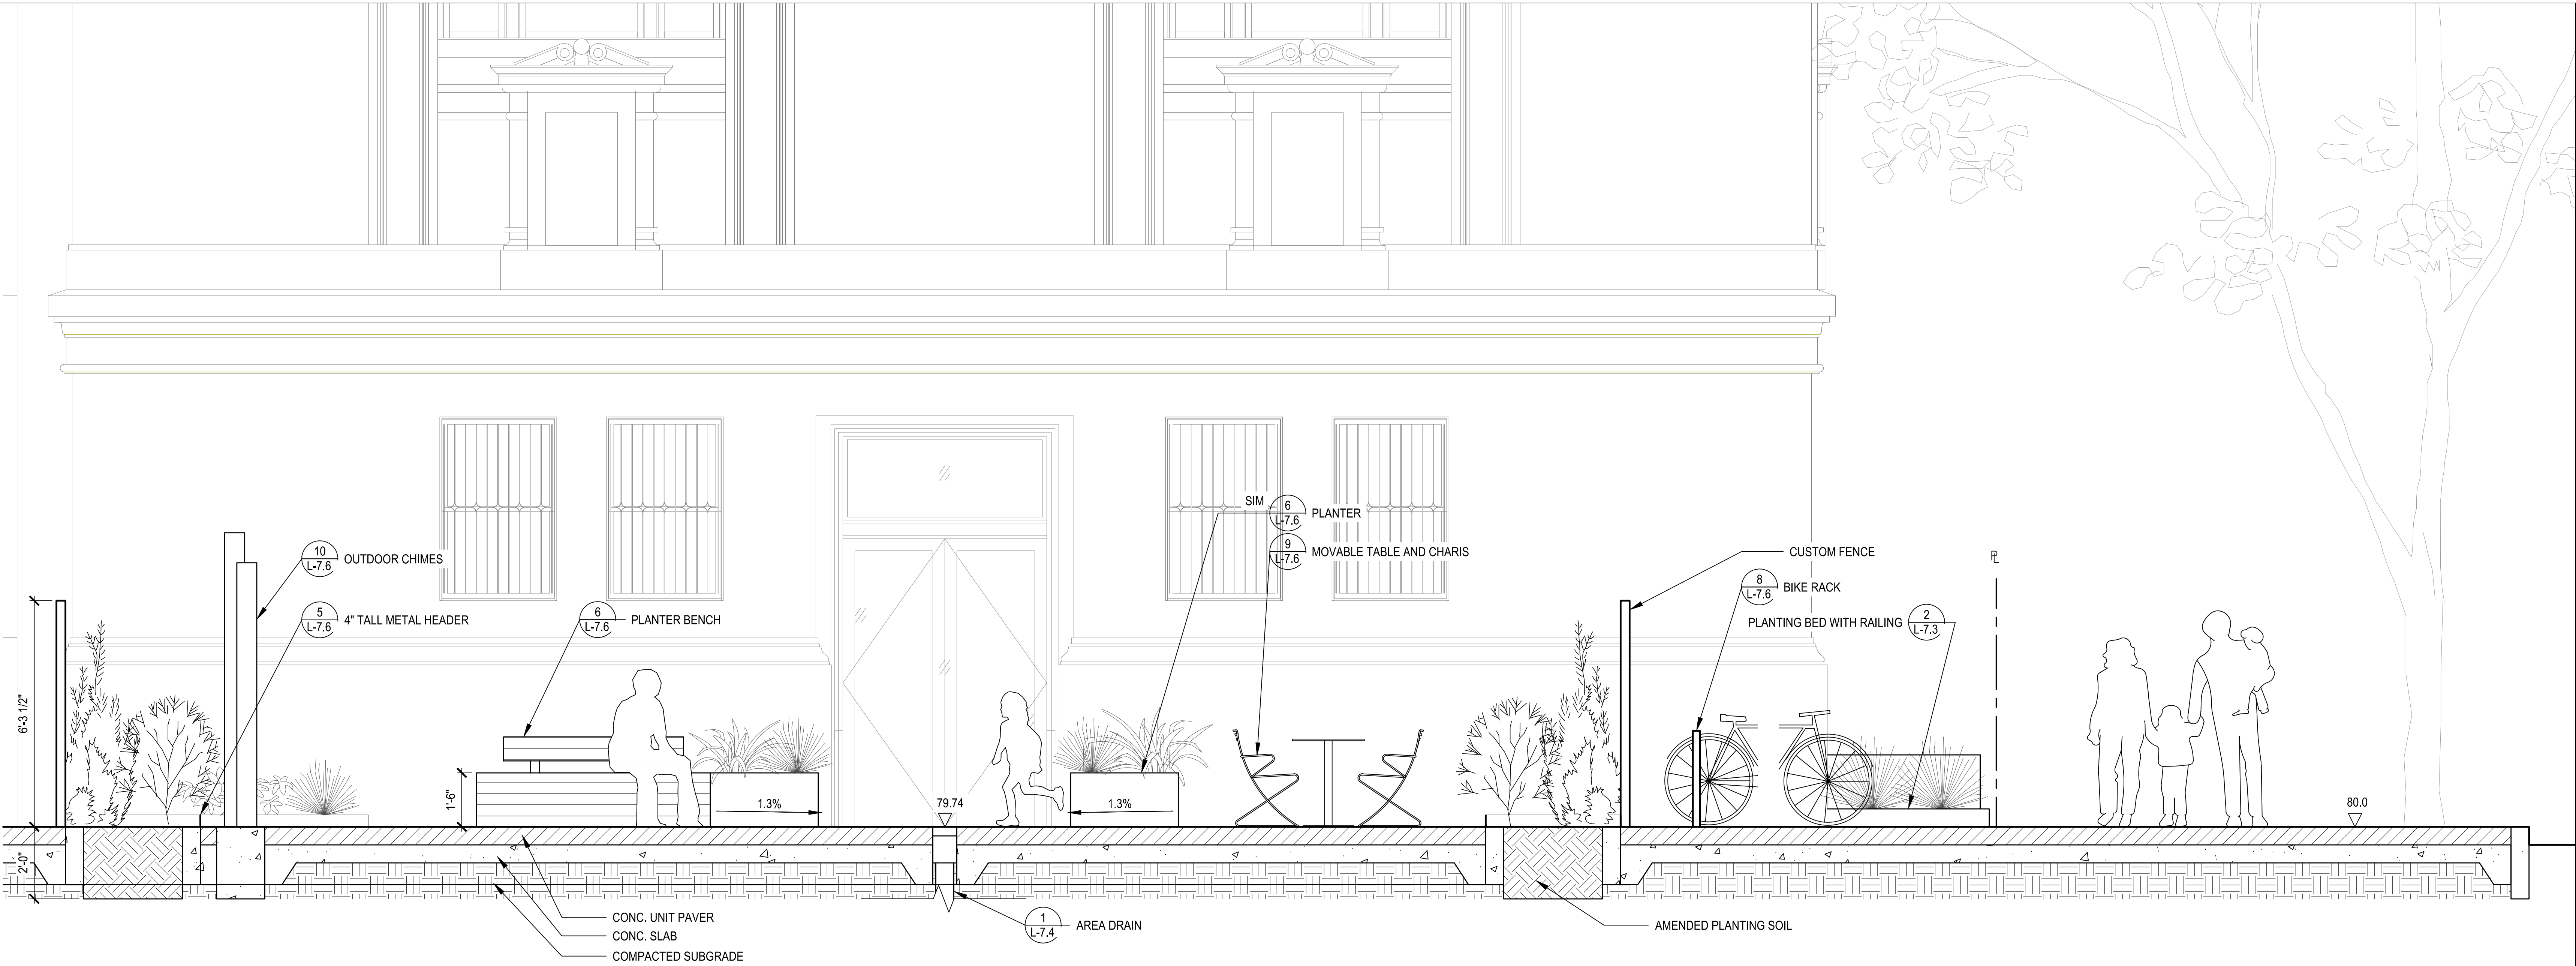 SIM
6
L-7.6
PLANTER
9
L-7.6
MOVABLE TABLE AND CHARIS
10
L-7.6
OUTDOOR CHIMES
CUSTOM FENCE
PL
8
L-7.6
BIKE RACK
5
L-7.6
4" TALL METAL HEADER
6
L-7.6
PLANTER BENCH
PLANTING BED WITH RAILING
2
L-7.3
6'-3 1/2"
1'-6"
1.3%
79.74
1.3%
80.0
2'-0"
CONC. UNIT PAVER
CONC. SLAB
COMPACTED SUBGRADE
1
L-7.4
AREA DRAIN
AMENDED PLANTING SOIL